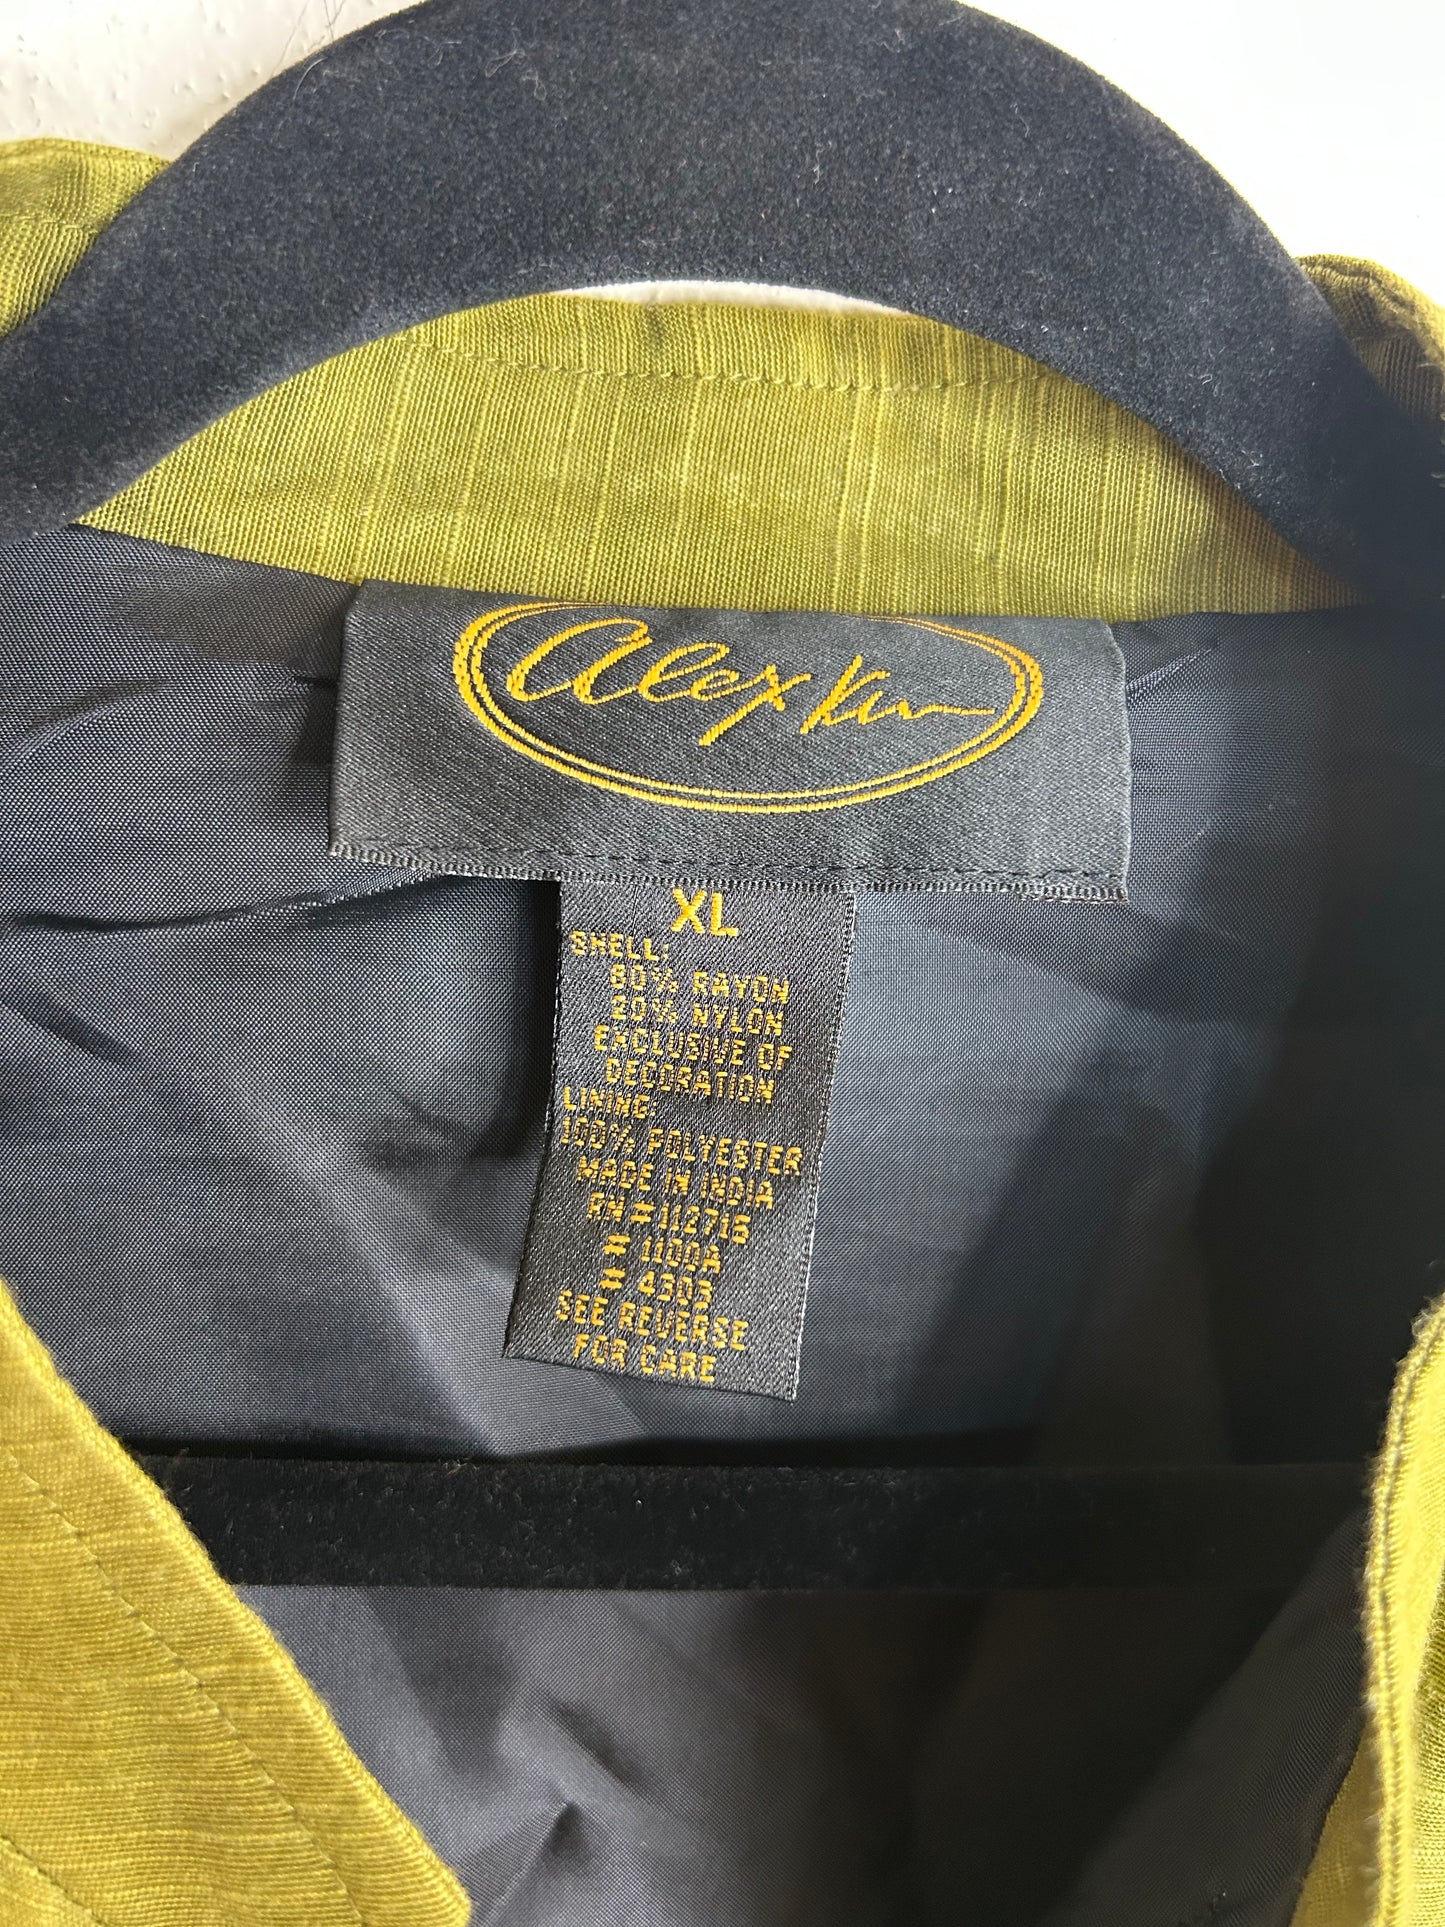 Alex Kim
XL
SHELL:
80% RAYON
20% NYLON
EXCLUSIVE OF
DECORATION
LINING:
100% POLYESTER
MADE IN INDIA
RN # 112716
# 1100A
# 4303
SEE REVERSE
FOR CARE